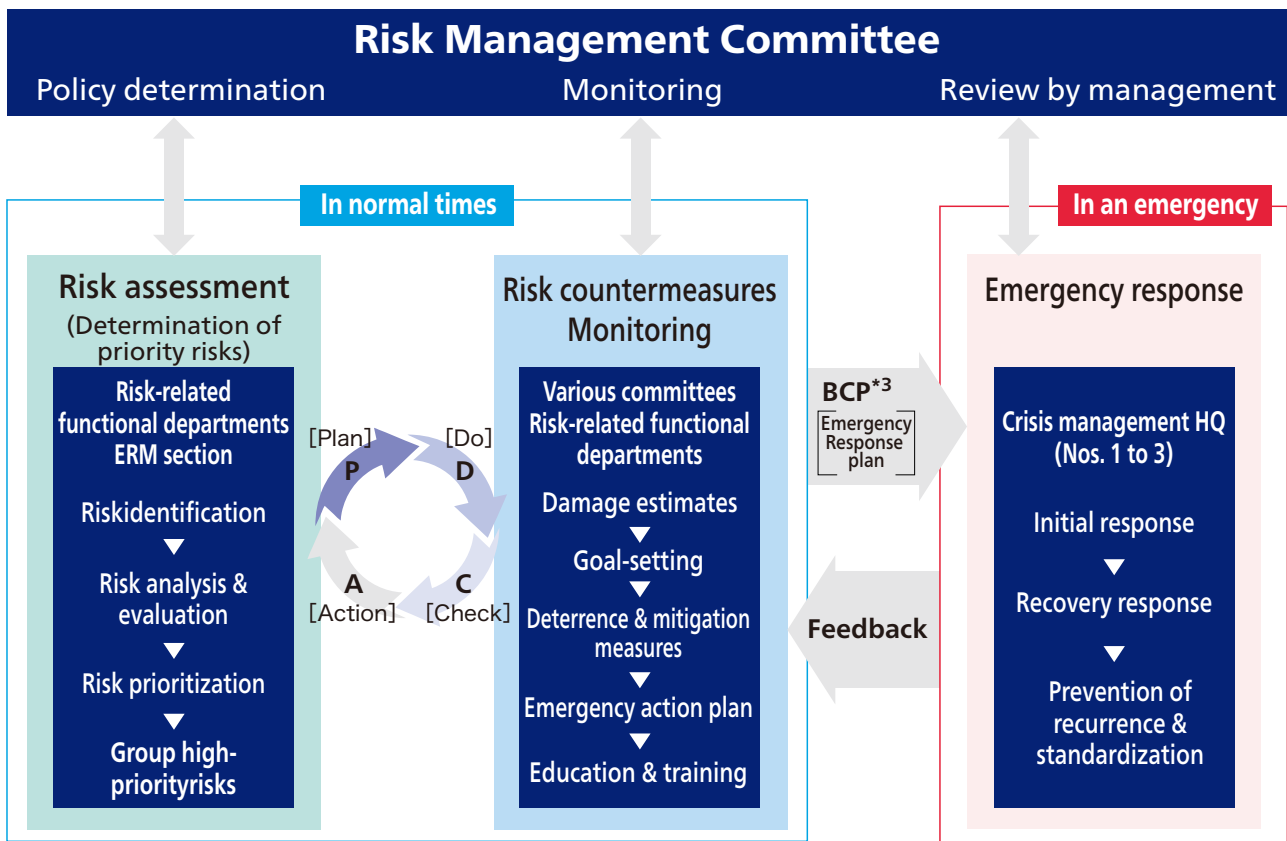 Risk Management Committee
Policy determination
Monitoring
Review by management
In normal times
In an emergency
Risk assessment
(Determination of
priority risks)
Risk-related
functional departments
ERM section
Riskidentification
Risk analysis &
evaluation
Risk prioritization
Group high-
priorityrisks
[Plan]
P
[Do]
D
A
[Action]
C
[Check]
Risk countermeasures
Monitoring
Various committees
Risk-related functional
departments
Damage estimates
Goal-setting
Deterrence & mitigation
measures
Emergency action plan
Education & training
BCP*3
[Emergency
Response
plan]
Feedback
Emergency response
Crisis management HQ
(Nos. 1 to 3)
Initial response
Recovery response
Prevention of
recurrence &
standardization